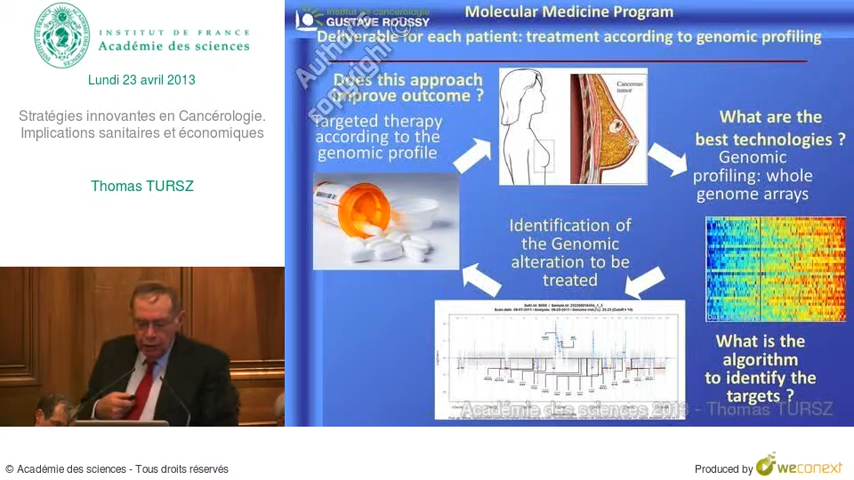 INSTITUT DE FRANCE
Académie des sciences
Lundi 23 avril 2013
Stratégies innovantes en Cancérologie.
Implications sanitaires et économiques
Thomas TURSZ
Institut de cancérologie
GUSTAVE ROUSSY
Molecular Medicine Program
Deliverable for each patient: treatment according to genomic profiling
Does this approach
improve outcome ?
Targeted therapy
according to the
genomic profile
Cancerous
tumor
What are the
best technologies ?
Genomic
profiling: whole
genome arrays
Identification of
the Genomic
alteration to be
treated
What is the
algorithm
to identify the
targets ?
Académie des sciences 2013 - Thomas TURSZ
© Académie des sciences - Tous droits réservés
Produced by weconext